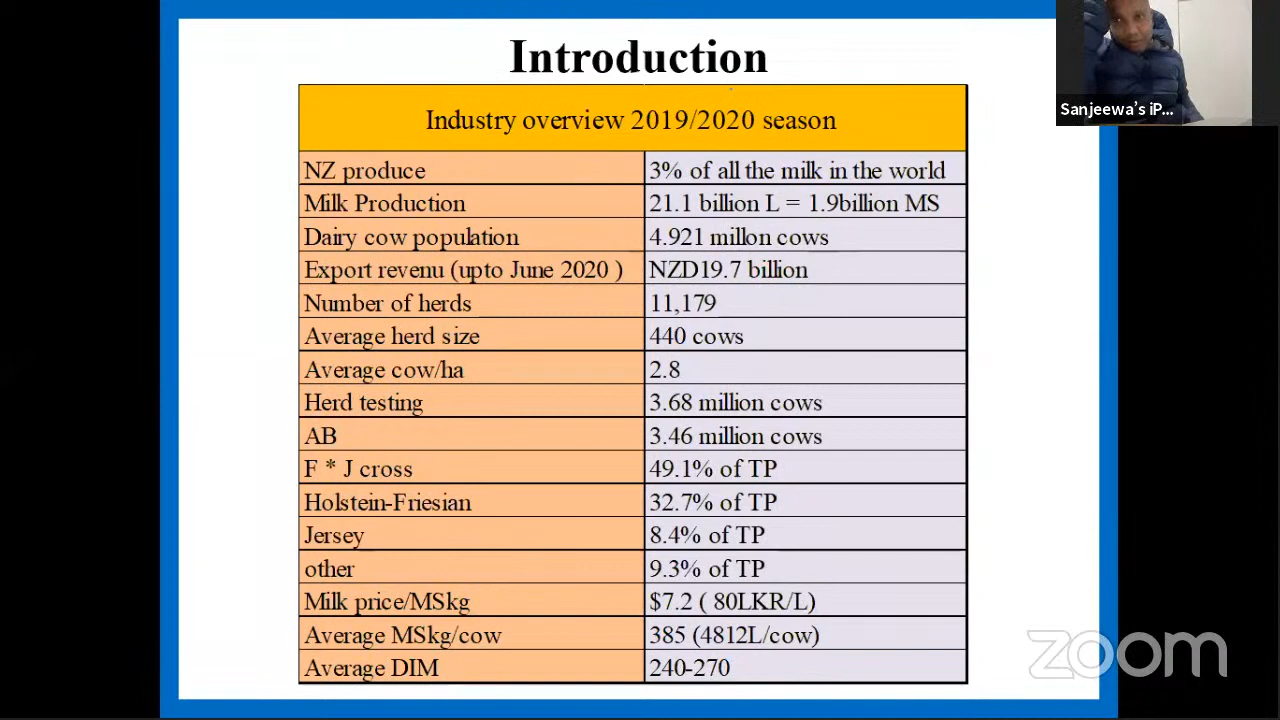 Introduction
Industry overview 2019/2020 season
NZ produce 3% of all the milk in the world
Milk Production 21.1 billion L = 1.9billion MS
Dairy cow population 4.921 millon cows
Export revenu (upto June 2020 ) NZD19.7 billion
Number of herds 11,179
Average herd size 440 cows
Average cow/ha 2.8
Herd testing 3.68 million cows
AB 3.46 million cows
F * J cross 49.1% of TP
Holstein-Friesian 32.7% of TP
Jersey 8.4% of TP
other 9.3% of TP
Milk price/MSkg $7.2 ( 80LKR/L)
Average MSkg/cow 385 (4812L/cow)
Average DIM 240-270
Sanjeewa's iP...
zoom